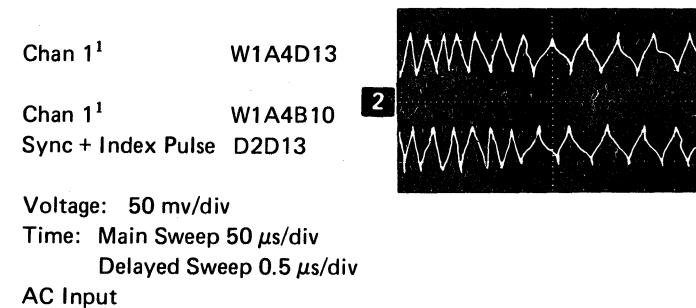 Chan 1¹ W1A4D13
Chan 1¹ W1A4B10
2
Sync + Index Pulse D2D13
Voltage: 50 mv/div
Time: Main Sweep 50 μs/div
Delayed Sweep 0.5 μs/div
AC Input